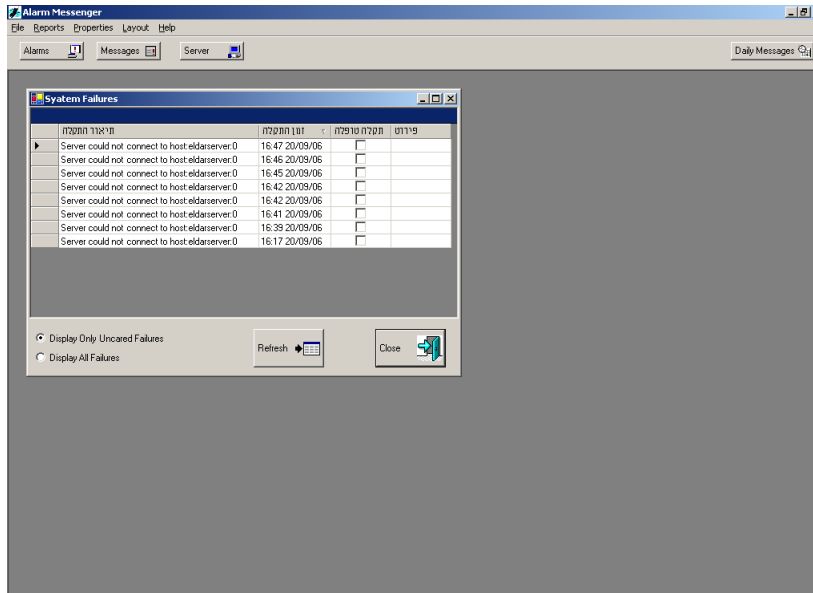 Alarm Messenger
File Reports Properties Layout Help
Alarms Messages Server Daily Messages
System Failures
תיאור התקלה זמן התקלה תקלה טופלה פירוט
Server could not connect to host:eldarserver:0 16:47 20/09/06
Server could not connect to host:eldarserver:0 16:46 20/09/06
Server could not connect to host:eldarserver:0 16:45 20/09/06
Server could not connect to host:eldarserver:0 16:42 20/09/06
Server could not connect to host:eldarserver:0 16:42 20/09/06
Server could not connect to host:eldarserver:0 16:41 20/09/06
Server could not connect to host:eldarserver:0 16:39 20/09/06
Server could not connect to host:eldarserver:0 16:17 20/09/06
Display Only Uncared Failures
Display All Failures
Refresh
Close